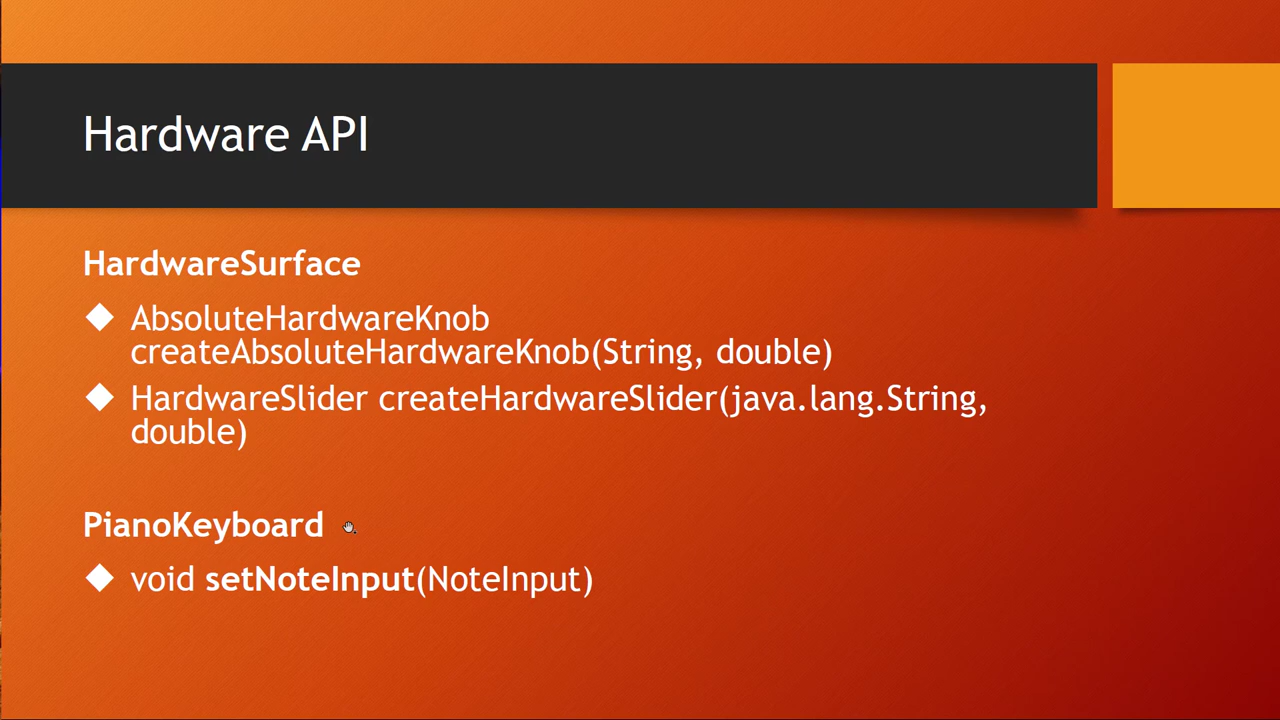 Hardware API
HardwareSurface
AbsoluteHardwareKnob
createAbsoluteHardwareKnob(String, double)
HardwareSlider createHardwareSlider(java.lang.String,
double)
PianoKeyboard
void setNoteInput(NoteInput)